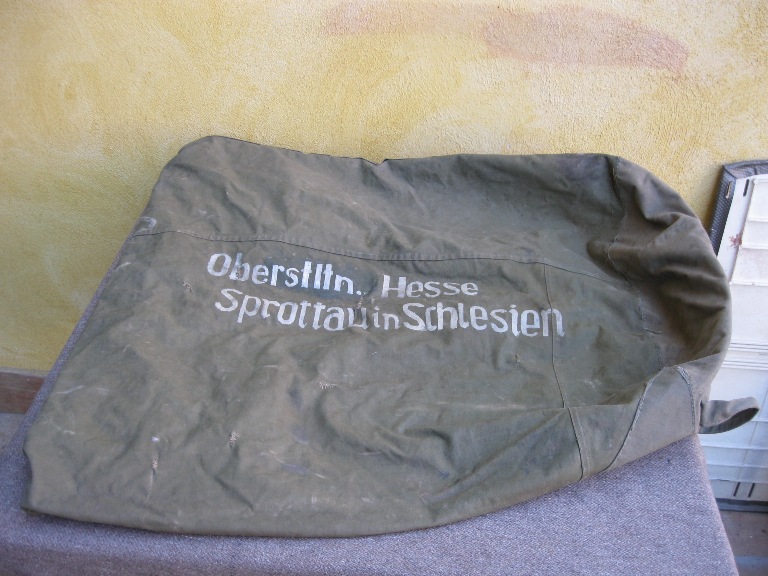 Oberstltn. Hesse
Sprottau in Schlesien